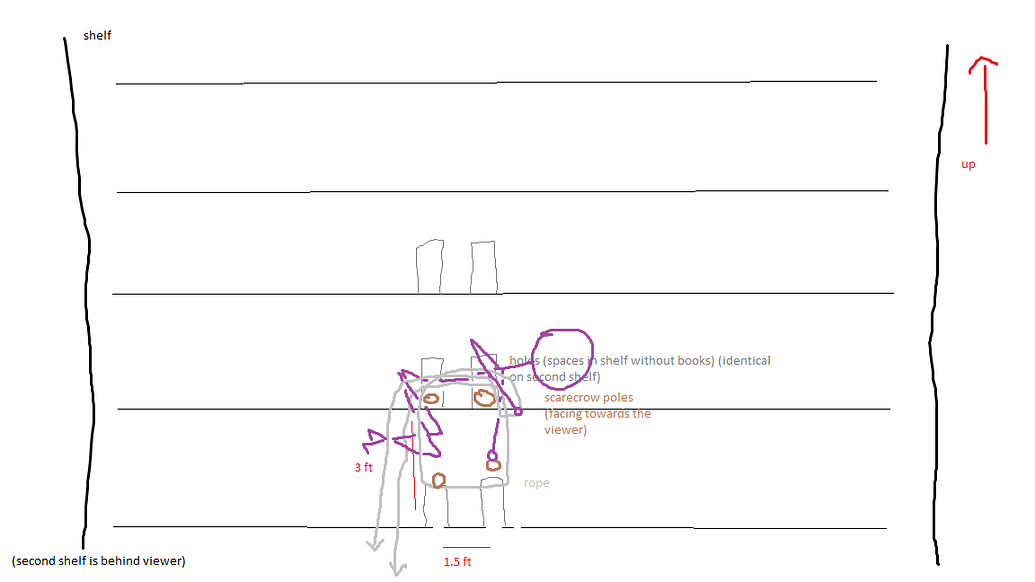 shelf
up
holes (spaces in shelf without books) (identical
on second shelf)
scarecrow poles
(facing towards the
viewer)
3 ft
rope
(second shelf is behind viewer)
1.5 ft